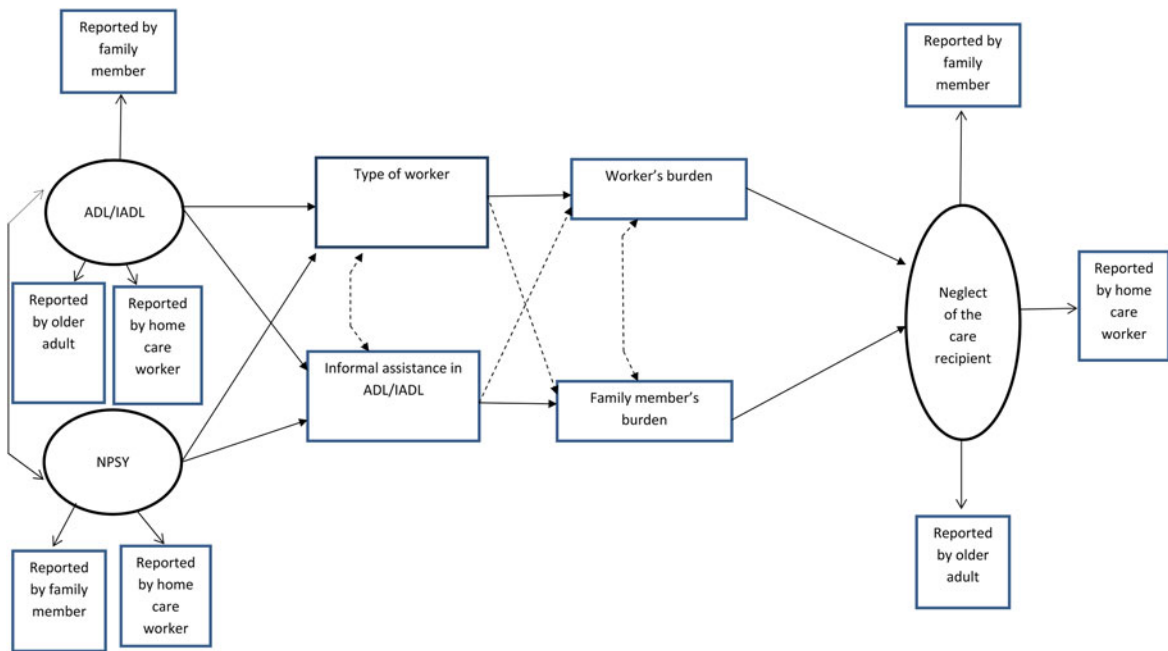 Reported by
family
member
ADL/IADL
Reported
by older
adult
Reported
by home
care
worker
NPSY
Reported
by family
member
Reported
by home
care
worker
Type of worker
Informal assistance in
ADL/IADL
Worker's burden
Family member's
burden
Reported by
family
member
Neglect
of the
care
recipient
Reported
by home
care
worker
Reported
by older
adult